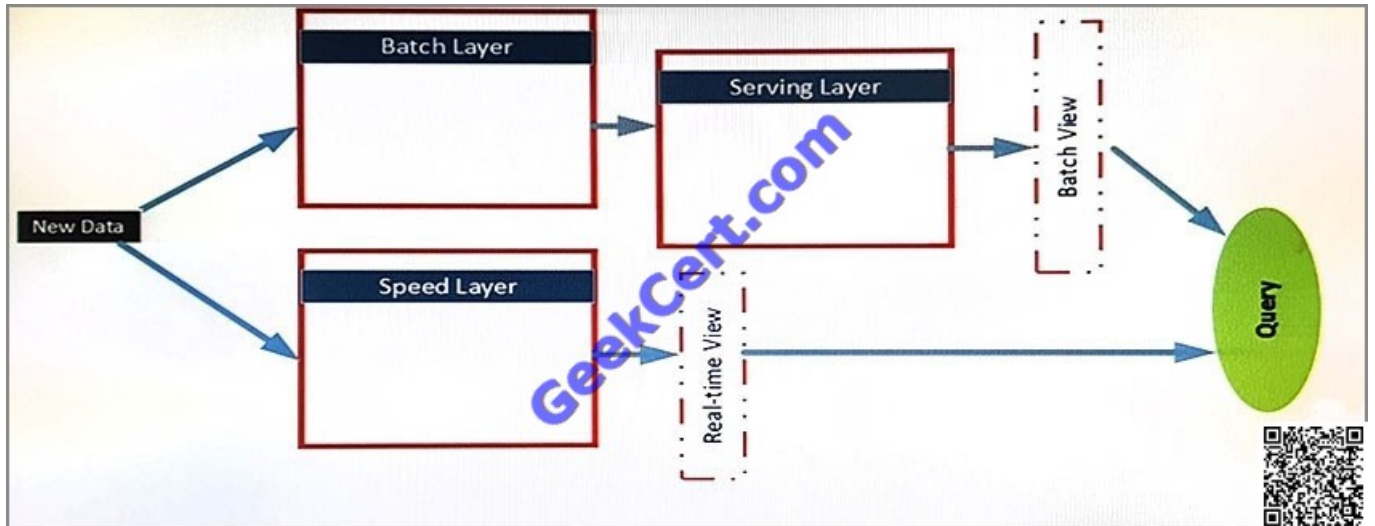 Batch Layer
Serving Layer
Batch View
New Data
Speed Layer
Real-time View
Query
GeekCert.com